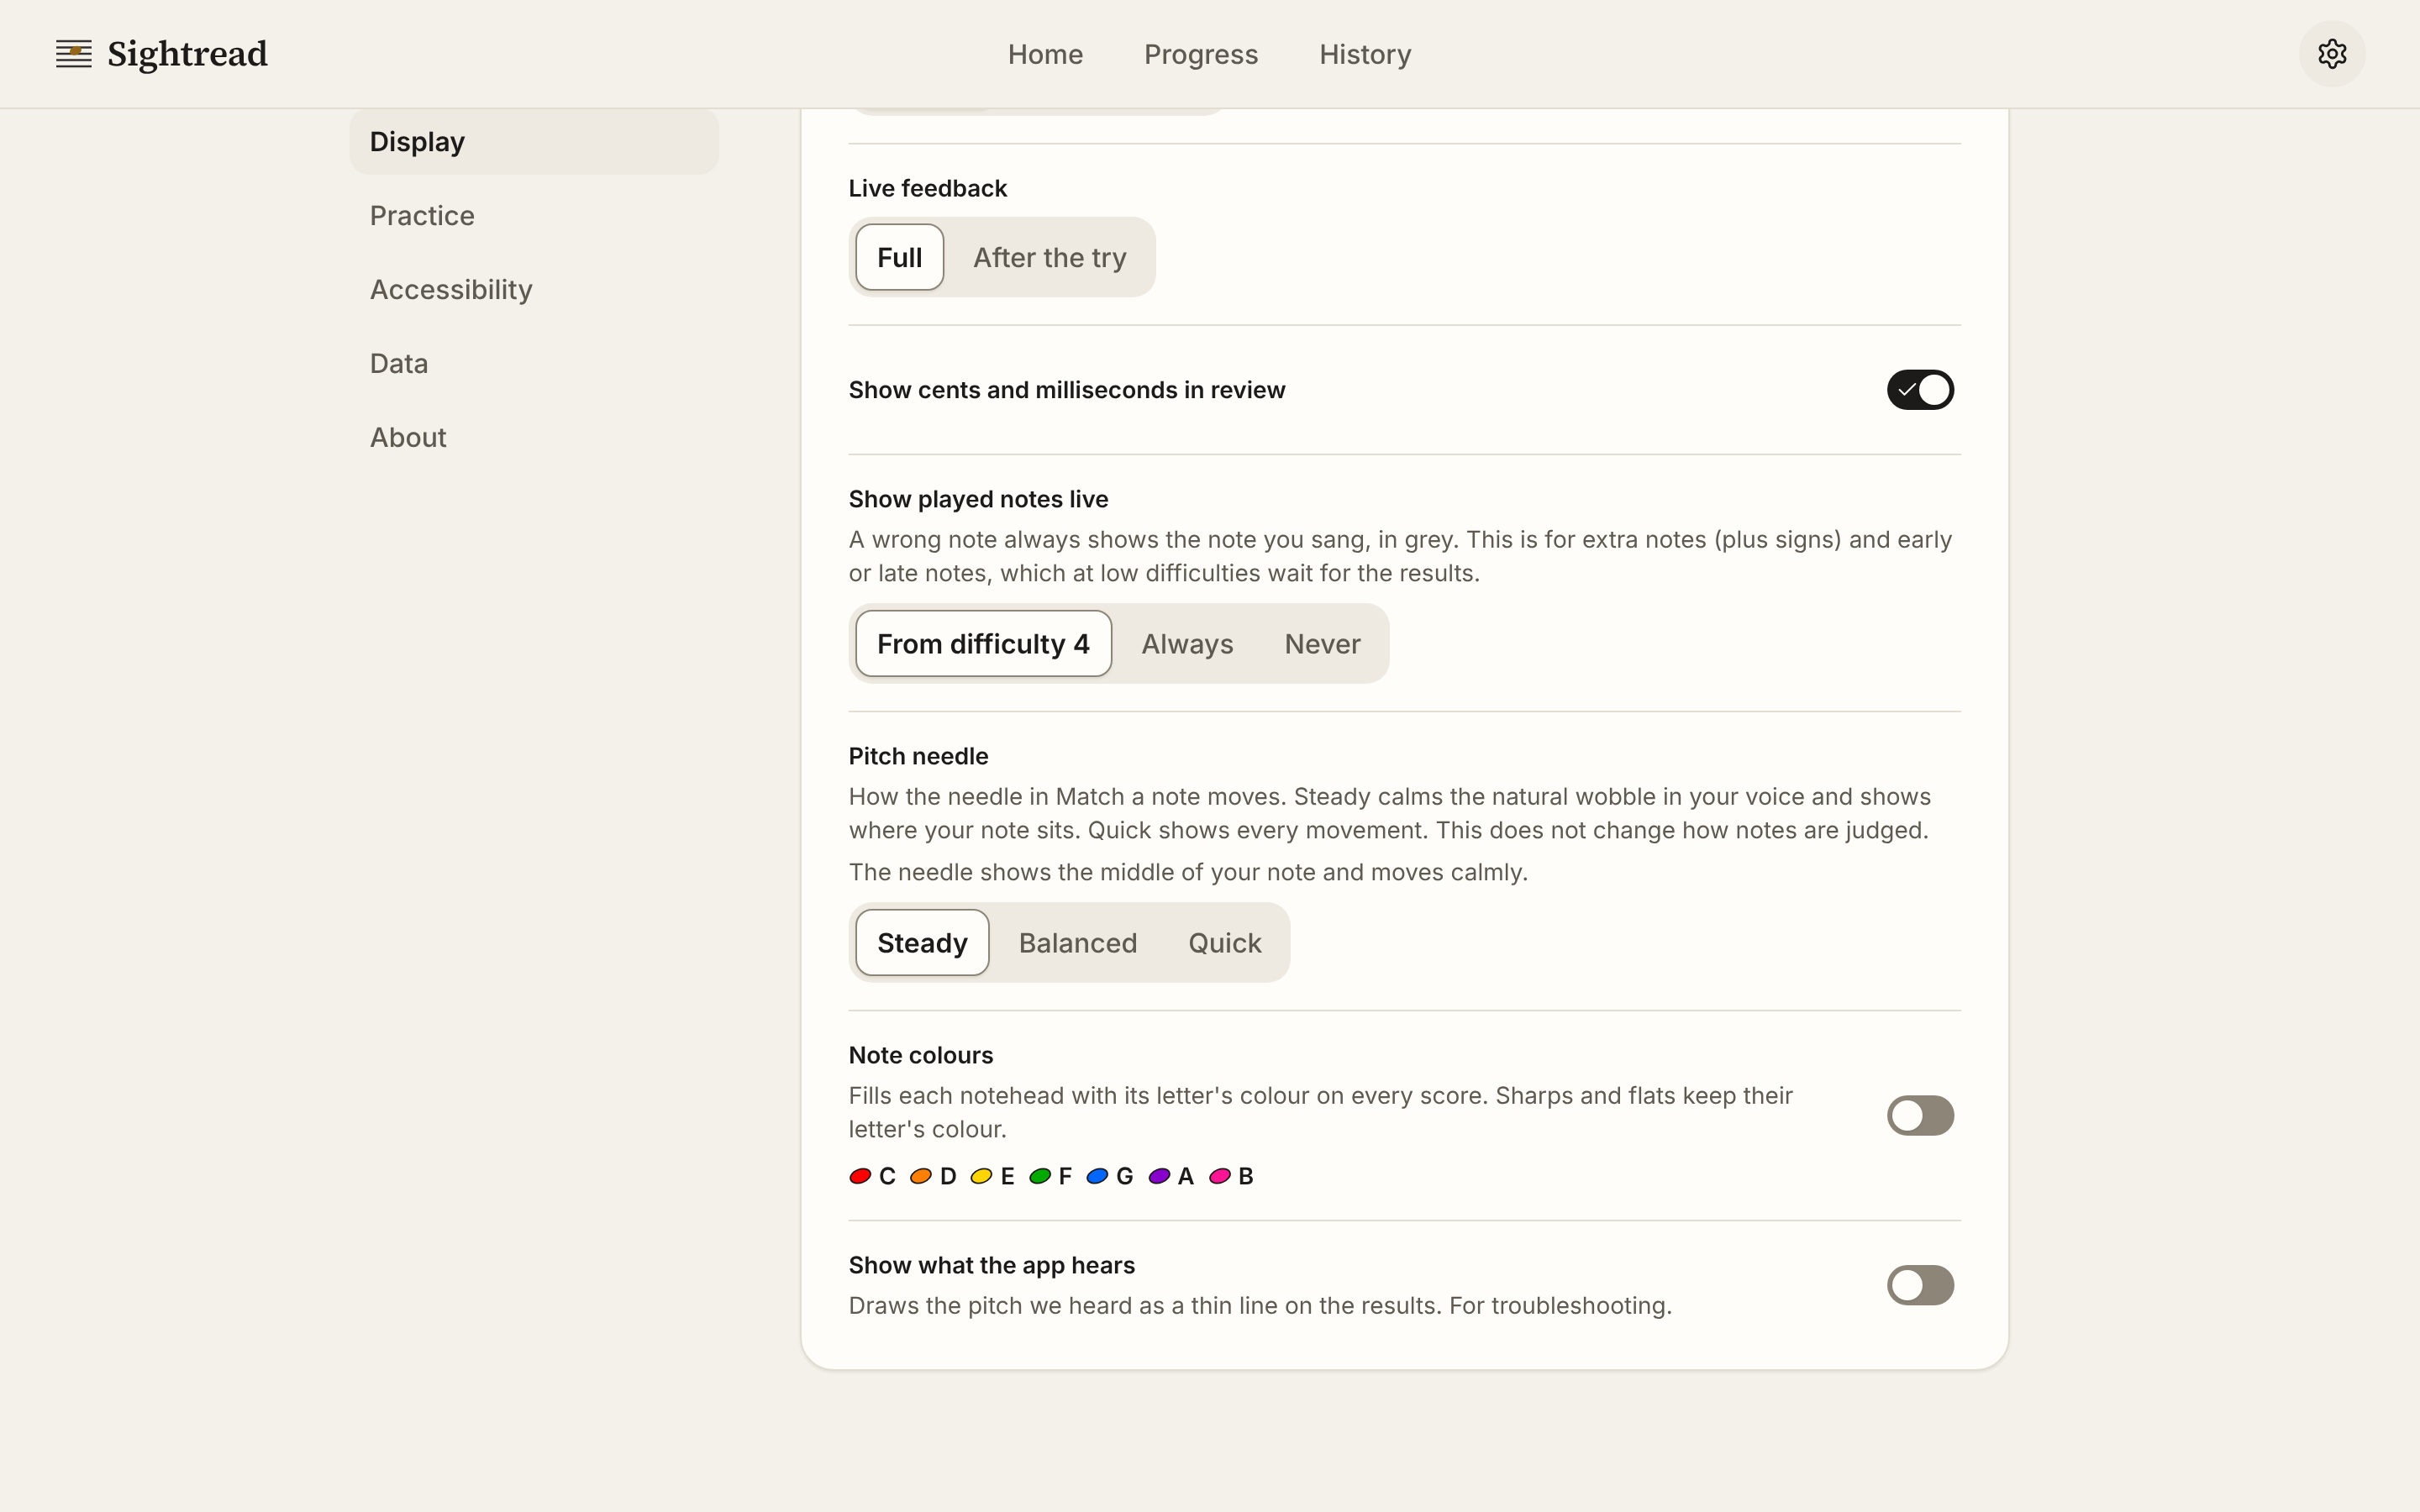 Sightread
Home
Progress
History
Display
Practice
Accessibility
Data
About
Live feedback
Full
After the try
Show cents and milliseconds in review
Show played notes live
A wrong note always shows the note you sang, in grey. This is for extra notes (plus signs) and early
or late notes, which at low difficulties wait for the results.
From difficulty 4
Always
Never
Pitch needle
How the needle in Match a note moves. Steady calms the natural wobble in your voice and shows
where your note sits. Quick shows every movement. This does not change how notes are judged.
The needle shows the middle of your note and moves calmly.
Steady
Balanced
Quick
Note colours
Fills each notehead with its letter's colour on every score. Sharps and flats keep their
letter's colour.
C D E F G A B
Show what the app hears
Draws the pitch we heard as a thin line on the results. For troubleshooting.